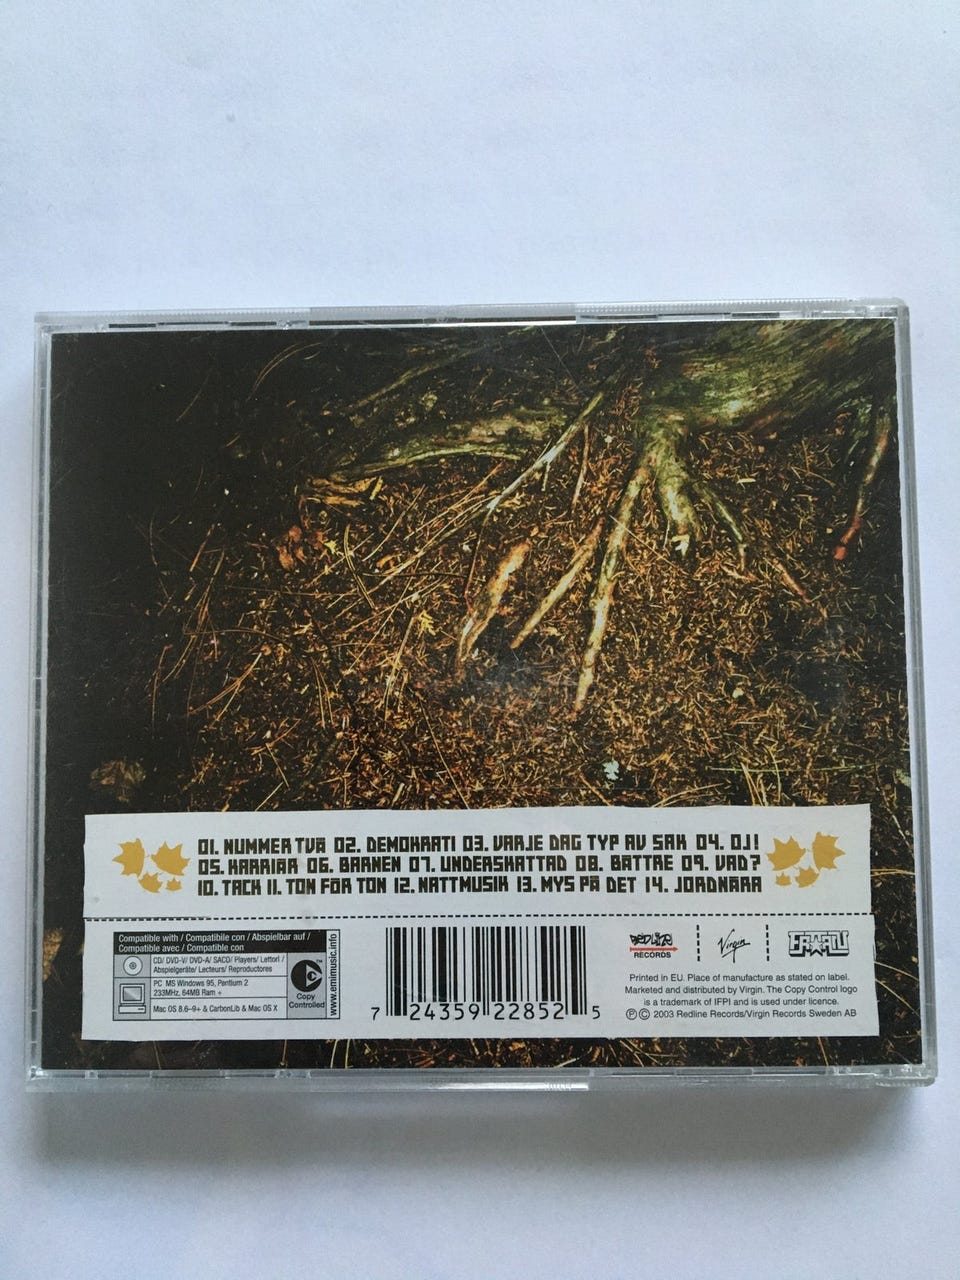 01. NUMMER TVÅ 02. DEMOKRATI 03. VARJE DAG TYP AV SAK 04. OJ!
05. KARRIÄR 06. BARNEN 07. UNDERSKATTAD 08. BÄTTRE 09. VAD?
10. TACK 11. TON FÖR TON 12. NATTMUSIK 13. MYS PÅ DET 14. JORDNÄRA
Compatible with / Compatibile con / Abspielbar auf /
Compatible avec / Compatible con
CD/ DVD-V/ DVD-A/ SACD/ Players/ Lettori /
Abspielgeräte/ Lecteurs/ Reproductores
PC MS Windows 95, Pentium 2
233MHz, 64MB Ram +
Mac OS 8.6–9+ & CarbonLib & Mac OS X
Copy
Controlled
™
www.emimusic.info
7 24359 22852 5
REDLINE
RECORDS
Virgin
Printed in EU. Place of manufacture as stated on label.
Marketed and distributed by Virgin. The Copy Control logo
is a trademark of IFPI and is used under licence.
Ⓟ © 2003 Redline Records/Virgin Records Sweden AB